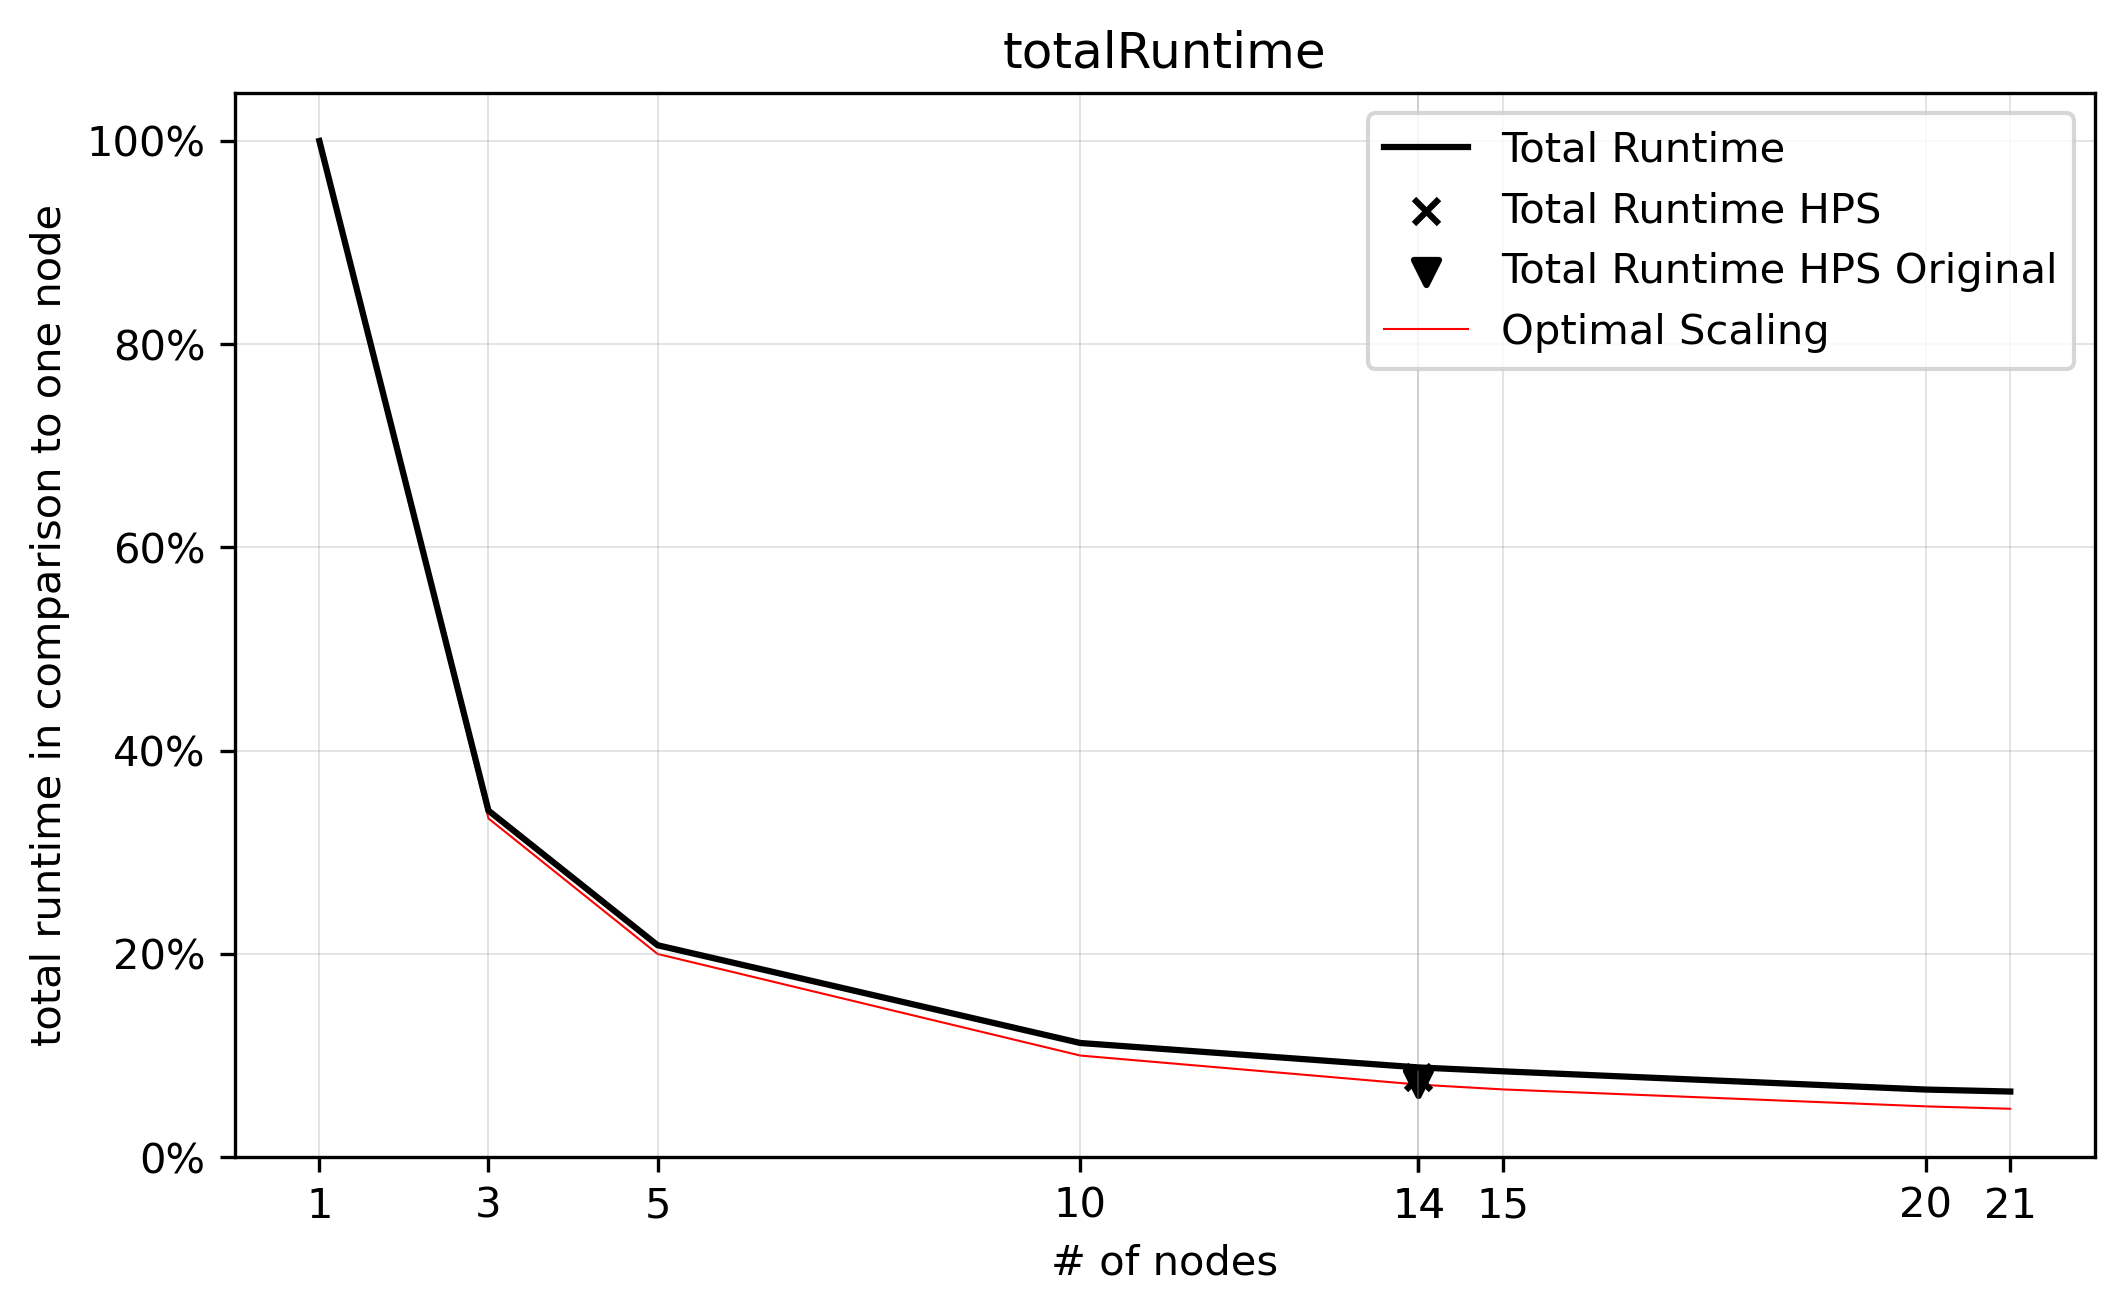 totalRuntime
100%
80%
60%
40%
20%
0%
total runtime in comparison to one node
Total Runtime
Total Runtime HPS
Total Runtime HPS Original
Optimal Scaling
1 3 5 10 14 15 20 21
# of nodes